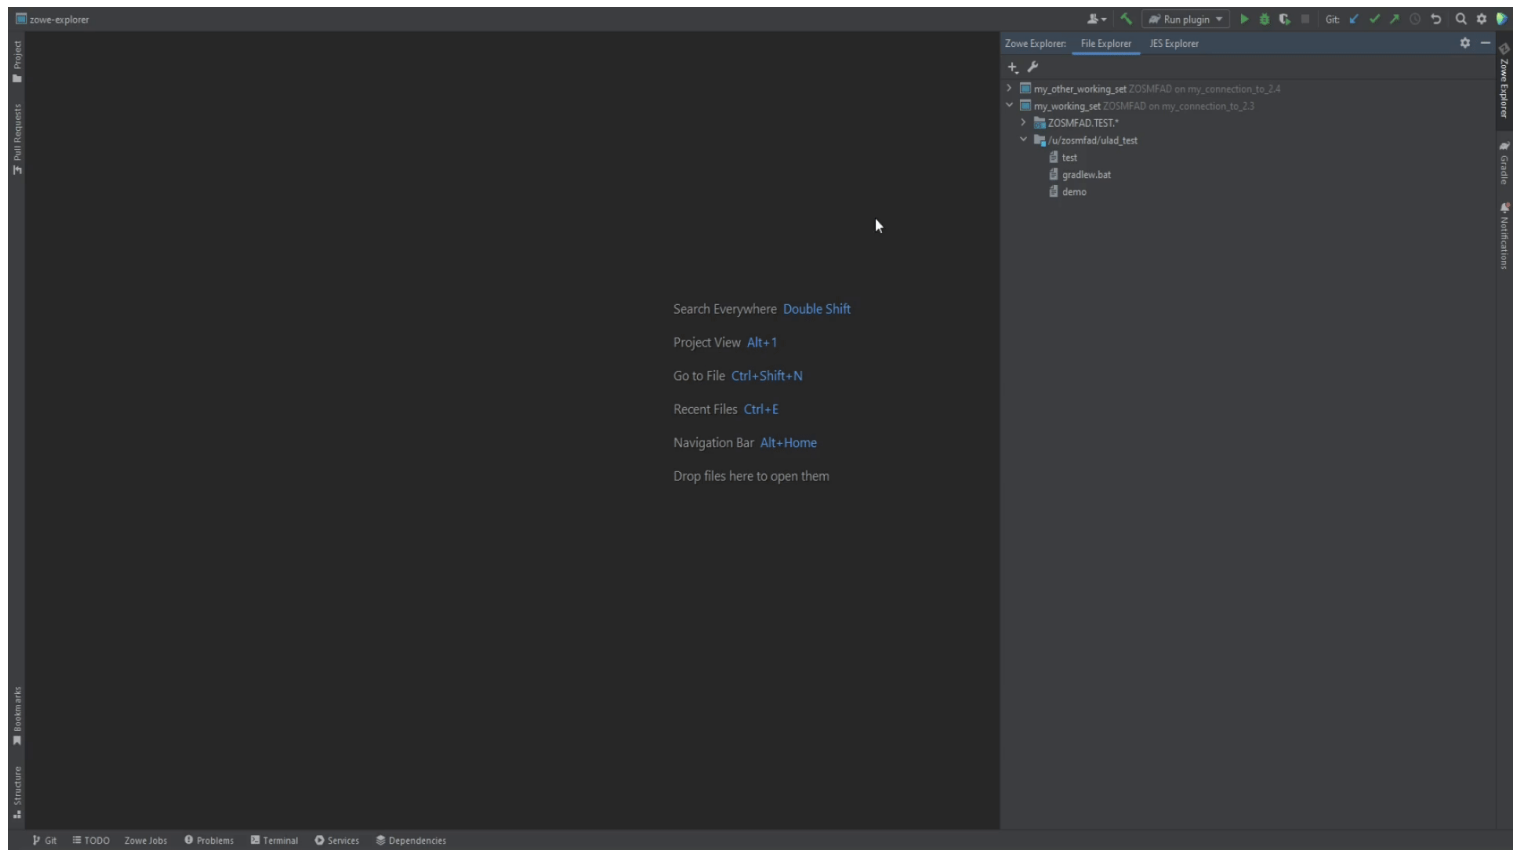 zowe-explorer
Run plugin
Git:
Project
Pull Requests
Bookmarks
Structure
Search Everywhere Double Shift
Project View Alt+1
Go to File Ctrl+Shift+N
Recent Files Ctrl+E
Navigation Bar Alt+Home
Drop files here to open them
Zowe Explorer: File Explorer JES Explorer
my_other_working_set ZOSMFAD on my_connection_to_2.4
my_working_set ZOSMFAD on my_connection_to_2.3
ZOSMFAD.TEST.*
/u/zosmfad/ulad_test
test
gradlew.bat
demo
Zowe Explorer
Gradle
Notifications
Git TODO Zowe Jobs Problems Terminal Services Dependencies